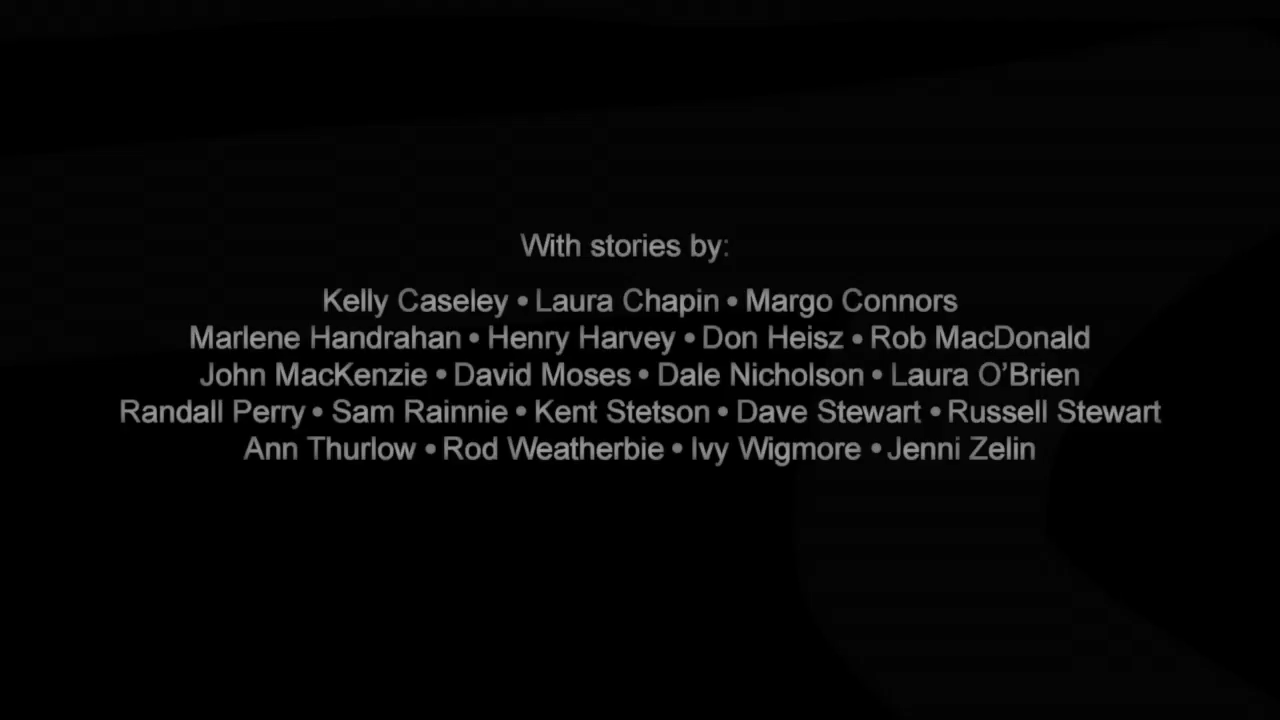 With stories by:
Kelly Caseley • Laura Chapin • Margo Connors
Marlene Handrahan • Henry Harvey • Don Heisz • Rob MacDonald
John MacKenzie • David Moses • Dale Nicholson • Laura O’Brien
Randall Perry • Sam Rainnie • Kent Stetson • Dave Stewart • Russell Stewart
Ann Thurlow • Rod Weatherbie • Ivy Wigmore • Jenni Zelin